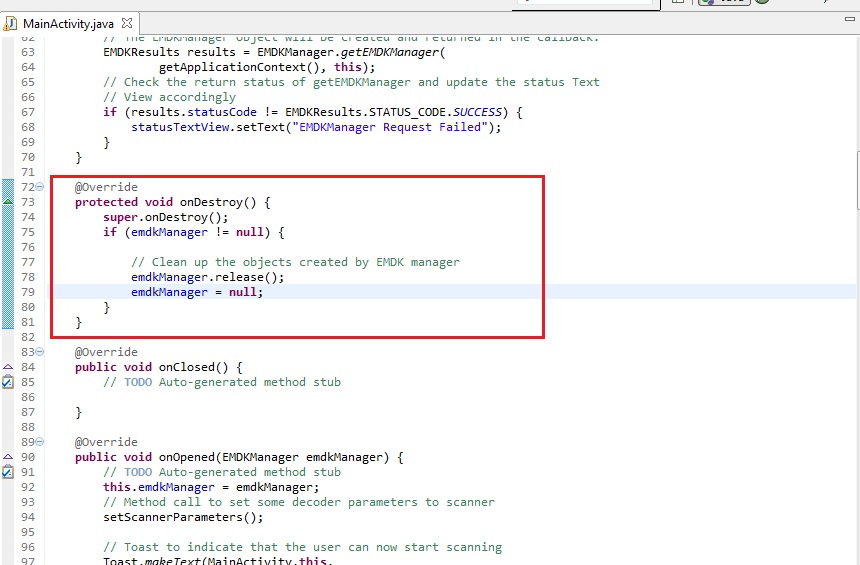 MainActivity.java
62 // The EMDKManager object will be created and returned in the callback.
63 EMDKResults results = EMDKManager.getEMDKManager(
64 getApplicationContext(), this);
65 // Check the return status of getEMDKManager and update the status Text
66 // View accordingly
67 if (results.statusCode != EMDKResults.STATUS_CODE.SUCCESS) {
68 statusTextView.setText("EMDKManager Request Failed");
69 }
70 }
71
72 @Override
73 protected void onDestroy() {
74 super.onDestroy();
75 if (emdkManager != null) {
76
77 // Clean up the objects created by EMDK manager
78 emdkManager.release();
79 emdkManager = null;
80 }
81 }
82
83 @Override
84 public void onClosed() {
85 // TODO Auto-generated method stub
86
87 }
88
89 @Override
90 public void onOpened(EMDKManager emdkManager) {
91 // TODO Auto-generated method stub
92 this.emdkManager = emdkManager;
93 // Method call to set some decoder parameters to scanner
94 setScannerParameters();
95
96 // Toast to indicate that the user can now start scanning
97 Toast.makeText(MainActivity.this,